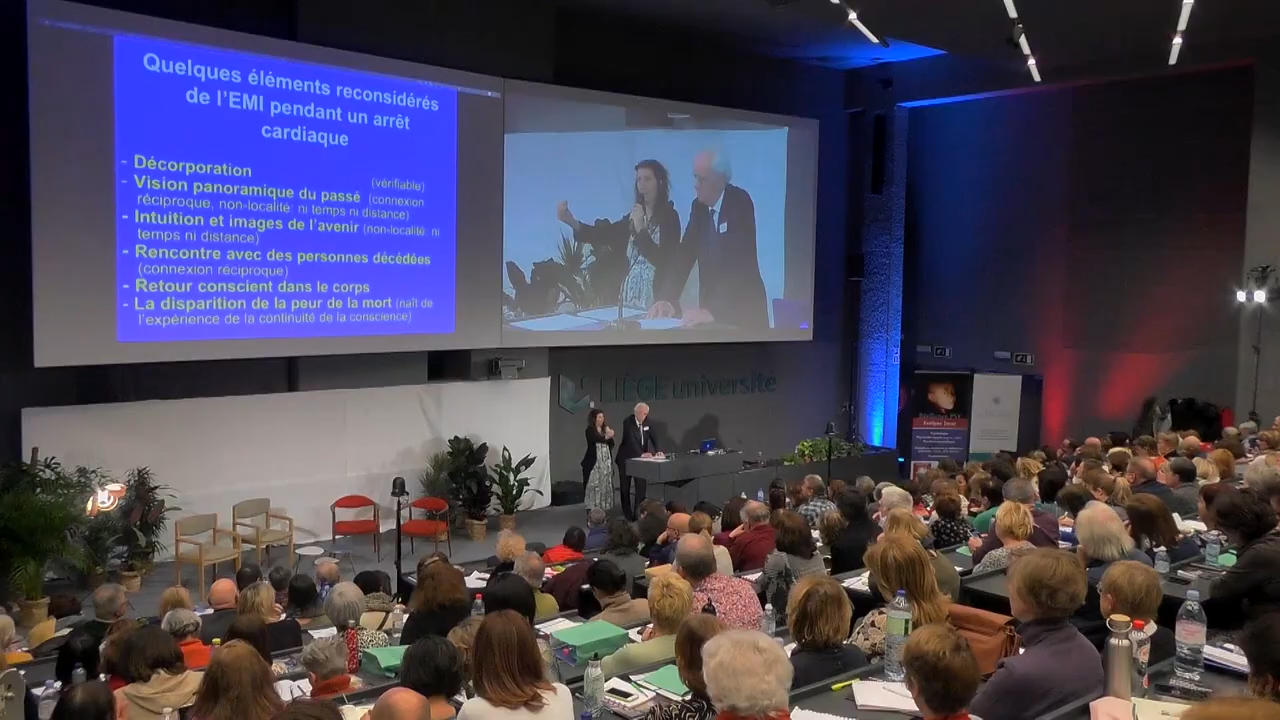 Quelques éléments reconsidérés
de l'EMI pendant un arrêt
cardiaque
- Décorporation (vérifiable)
- Vision panoramique du passé (connexion
réciproque, non-localité: ni temps ni distance)
- Intuition et images de l'avenir (non-localité: ni
temps ni distance)
- Rencontre avec des personnes décédées
(connexion réciproque)
- Retour conscient dans le corps
- La disparition de la peur de la mort (naît de
l'expérience de la continuité de la conscience)
LIÈGE université